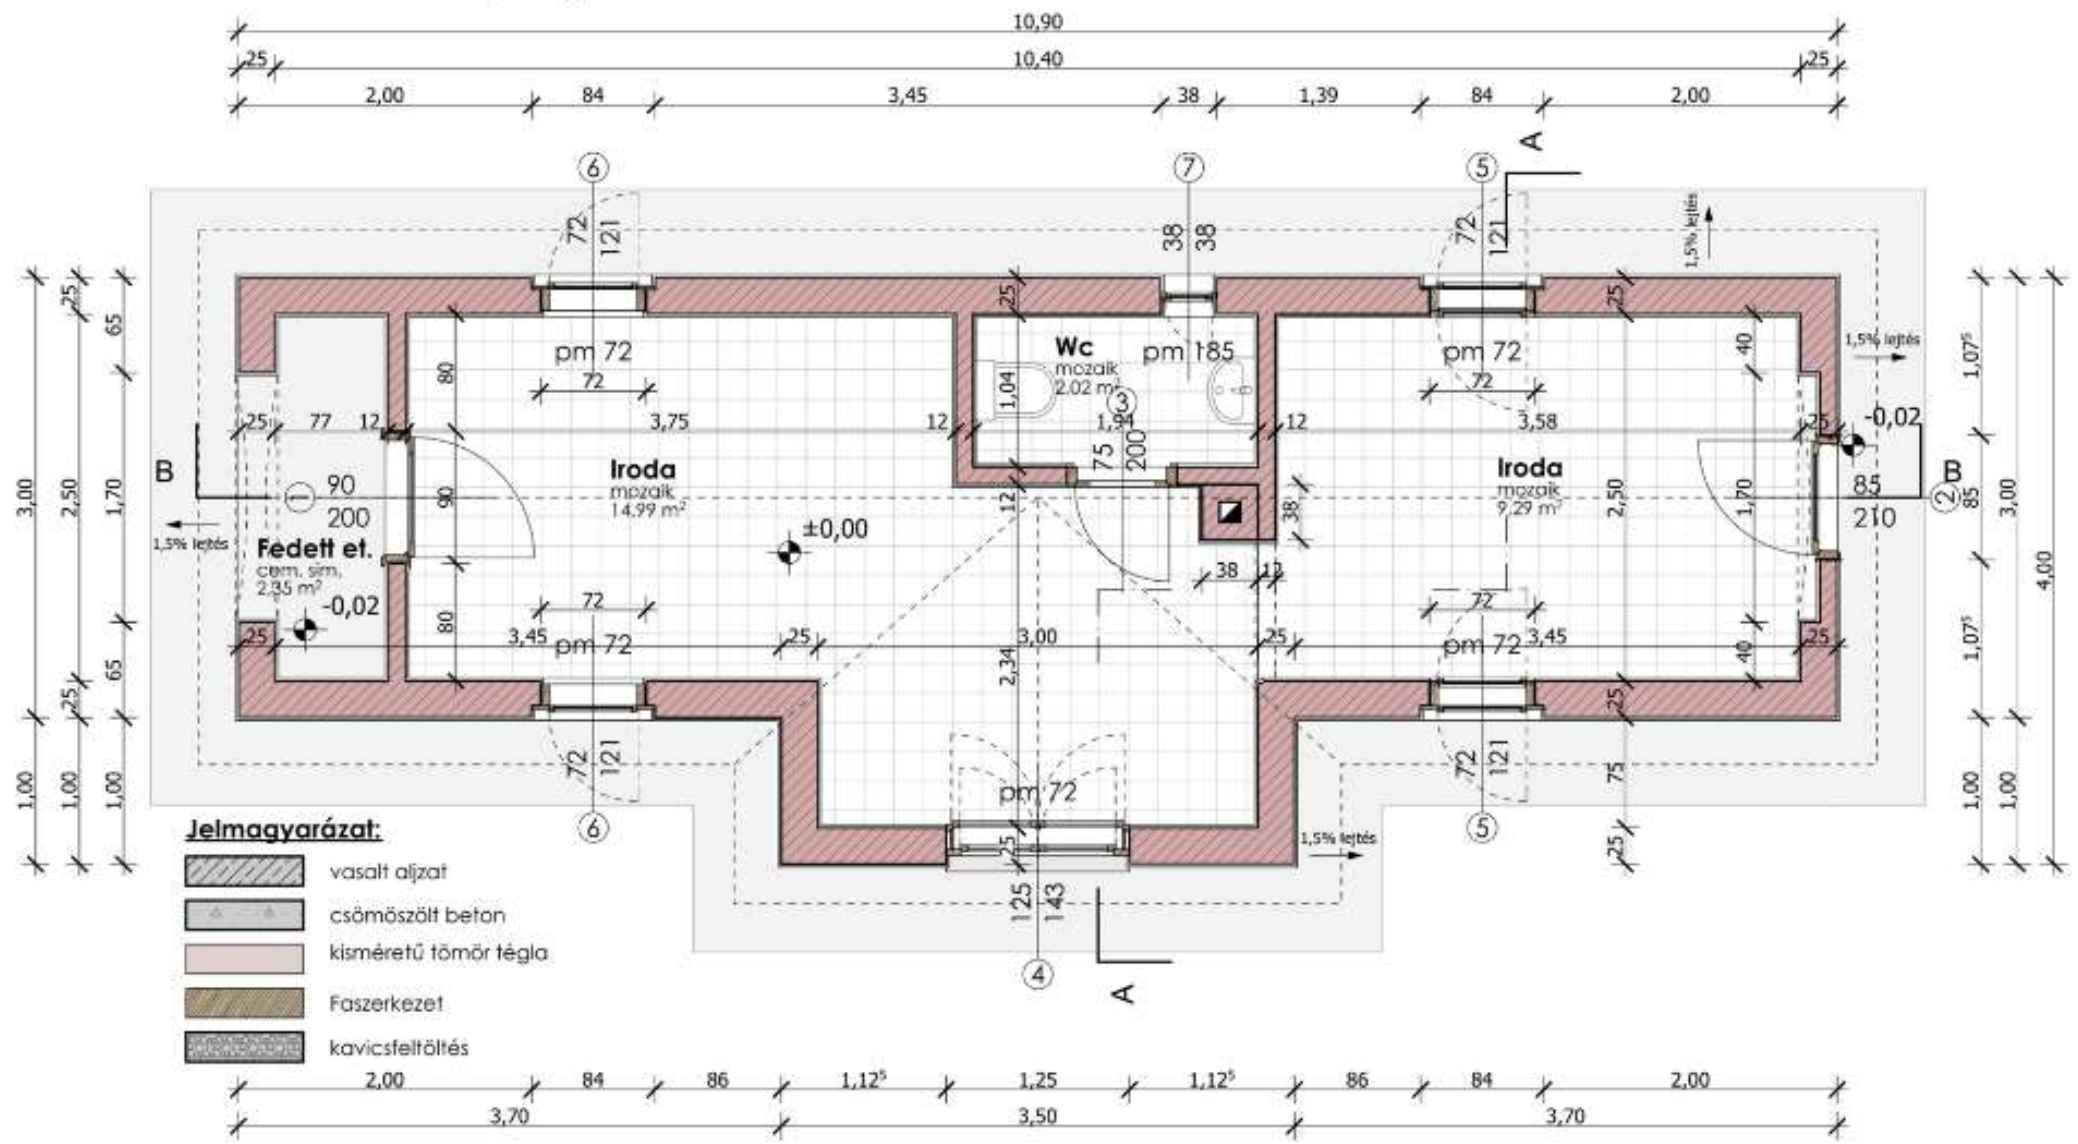 10,90
25 10,40 25
2,00 84 3,45 38 1,39 84 2,00
A
6 7 5
72 121 38 38 72 121 1,5% lejtés
25 25
25 65 1,5% lejtés 1,07⁵
pm 72 Wc pm 185 pm 72 40
mozaik
2.02 m²
80 72 1,04 3 72
25 77 12 3,75 12 1,94 12 3,58 25 -0,02
75 200
B Iroda Iroda B
mozaik mozaik
14.99 m² 9.29 m²
3,00 2,50 1,70 1 90 200 90 12 38 2,50 1,70 85 210 2 85 3,00
±0,00 4,00
1,5% lejtés Fedett et.
cem. sim.
2.35 m²
-0,02
80 72 38 12 72
25 3,45 25 3,00 25 3,45 25
pm 72 2,34 pm 72 40
65 25 25 1,07⁵
72 121 72 121 75
1,00 1,00 1,00 pm 72 1,00 1,00
6 5
25 1,5% lejtés 25
125 143
4
A
Jelmagyarázat:
vasalt aljzat
csömöszölt beton
kisméretű tömör tégla
Faszerkezet
kavicsfeltöltés
2,00 84 86 1,12⁵ 1,25 1,12⁵ 86 84 2,00
3,70 3,50 3,70